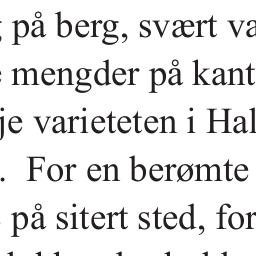 på berg, svært va
mengder på kant
je varieteten i Hal
. For en berømte
på sitert sted, for